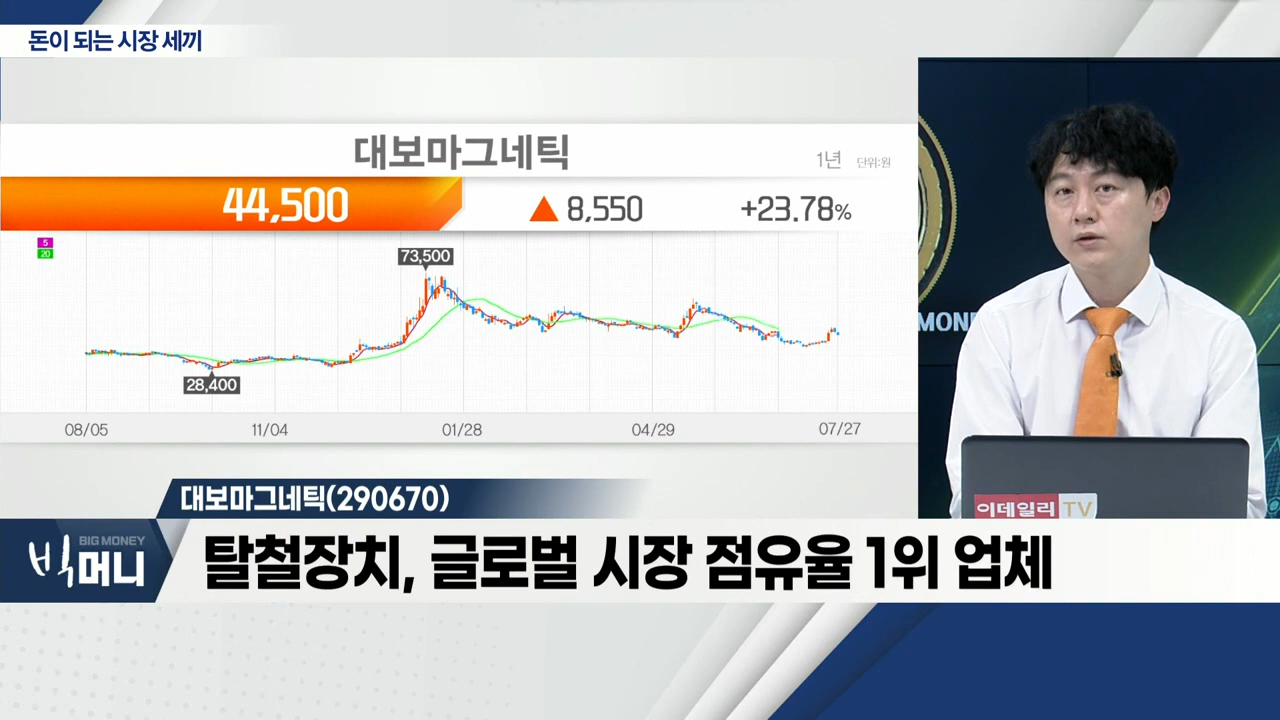 돈이 되는 시장 세끼
대보마그네틱
1년 단위:원
44,500 ▲ 8,550 +23.78%
5
20
73,500
28,400
08/05 11/04 01/28 04/29 07/27
MONE
이데일리TV
대보마그네틱(290670)
BIG MONEY
빅머니
탈철장치, 글로벌 시장 점유율 1위 업체